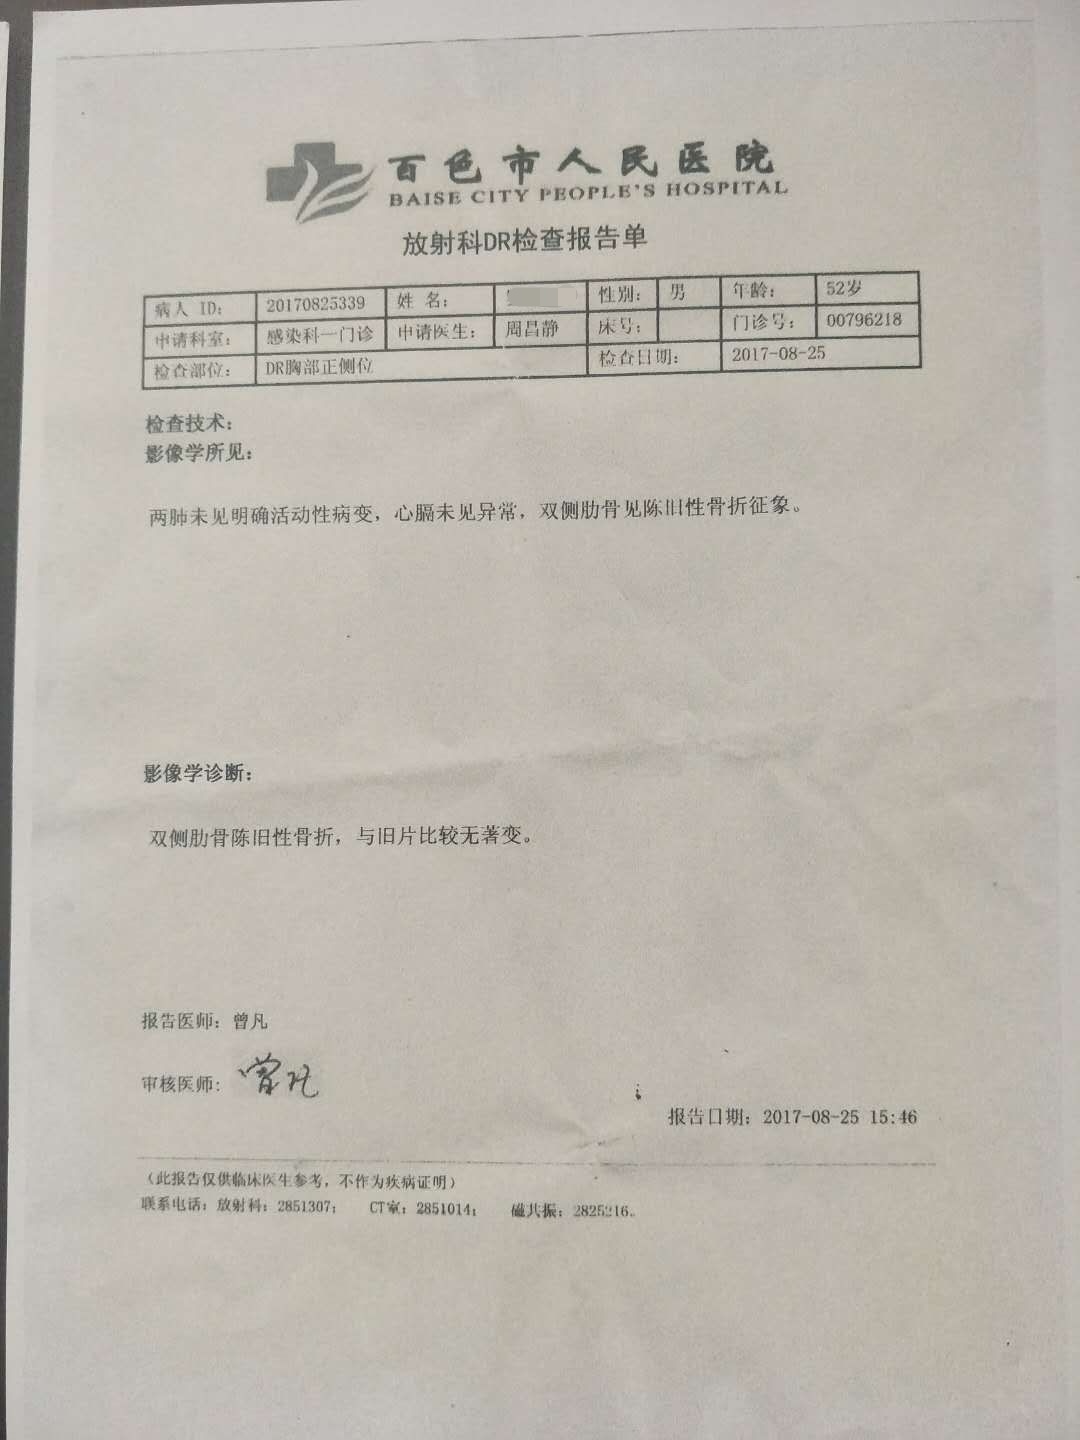 百色市人民医院
BAISE CITY PEOPLE'S HOSPITAL
放射科DR检查报告单
病人 ID: 20170825339 姓 名: 性别: 男 年龄: 52岁
申请科室: 感染科一门诊 申请医生: 周昌静 床号: 门诊号: 00796218
检查部位: DR胸部正侧位 检查日期: 2017-08-25
检查技术:
影像学所见:
两肺未见明确活动性病变，心膈未见异常，双侧肋骨见陈旧性骨折征象。
影像学诊断:
双侧肋骨陈旧性骨折，与旧片比较无著变。
报告医师: 曾凡
审核医师: 曾凡
报告日期: 2017-08-25 15:46
（此报告仅供临床医生参考，不作为疾病证明）
联系电话: 放射科: 2851307; CT室: 2851014; 磁共振: 2825216。